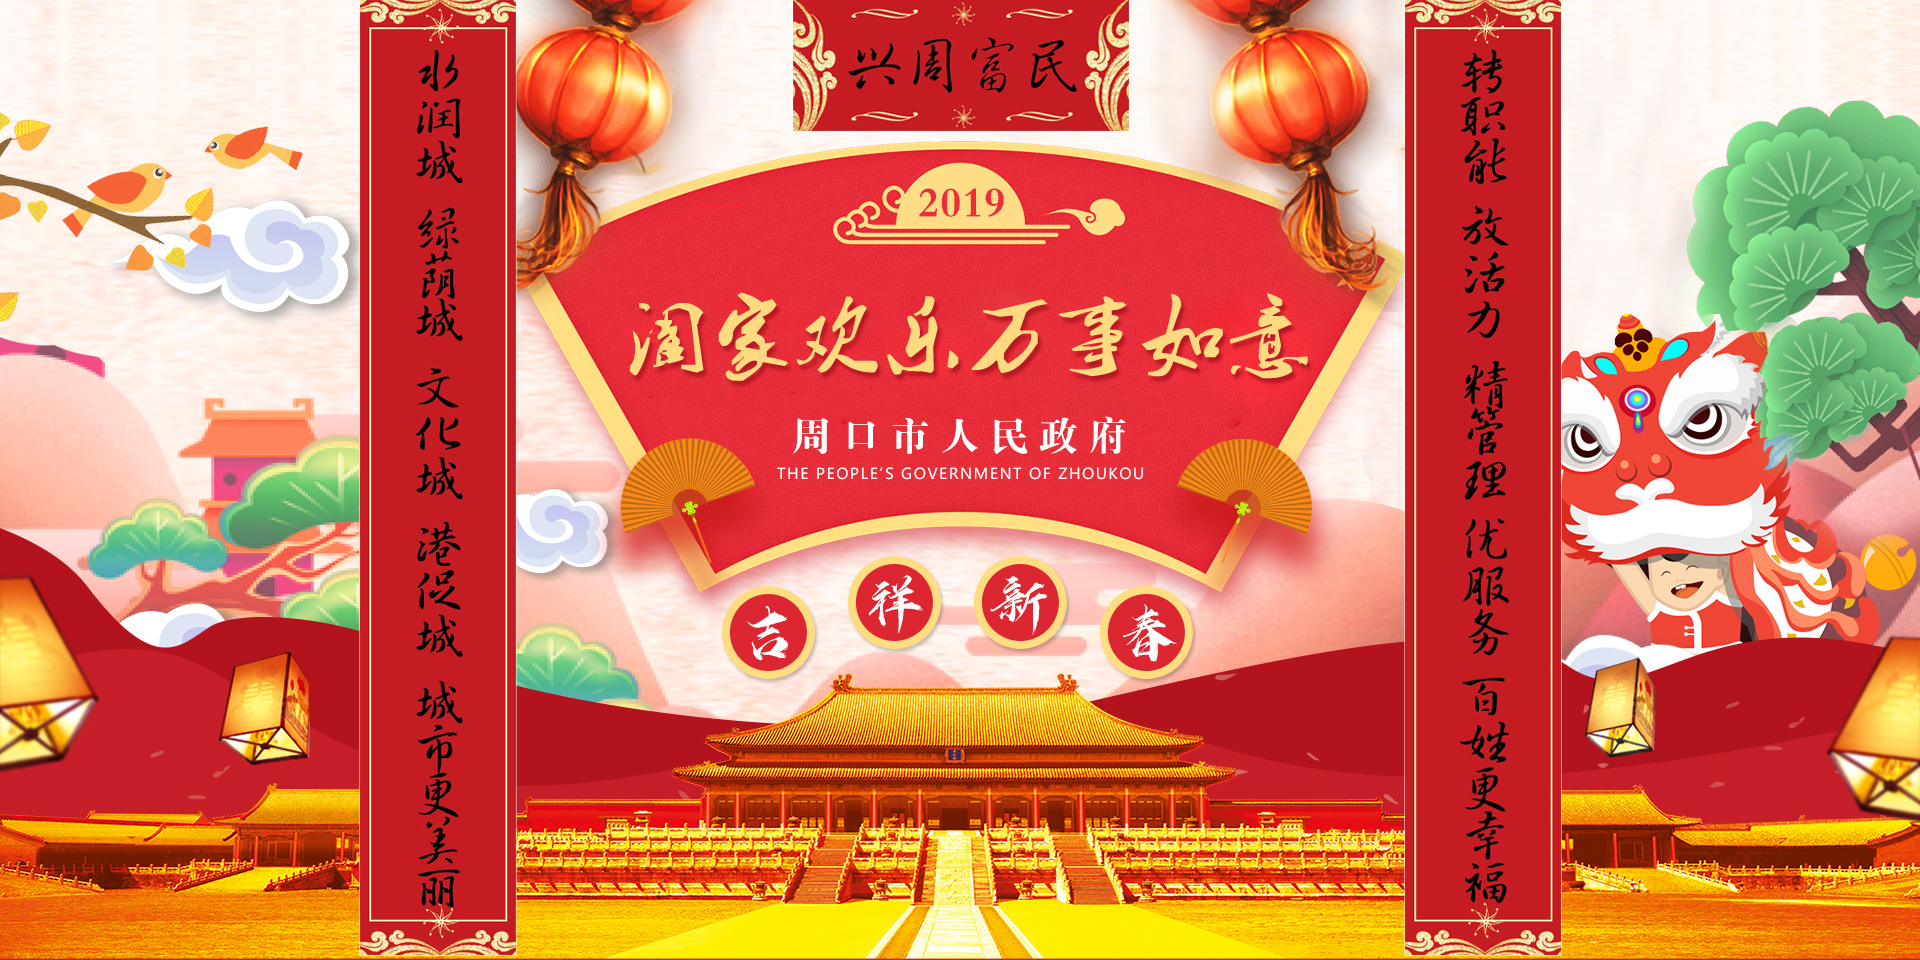 兴周富民
转职能 放活力 精管理 优服务 百姓更幸福
水润城 绿荫城 文化城 港促城 城市更美丽
2019
阖家欢乐万事如意
周口市人民政府
THE PEOPLE'S GOVERNMENT OF ZHOUKOU
吉祥新春